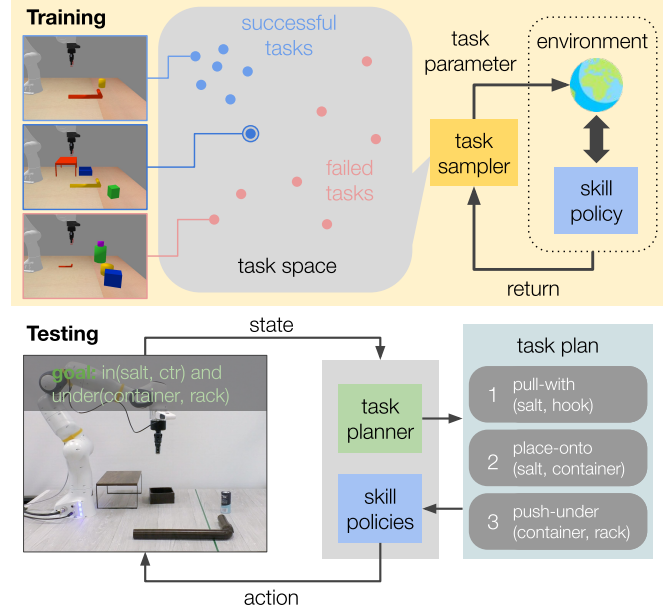 Training
successful
tasks
failed
tasks
task space
task
parameter
environment
task
sampler
skill
policy
return
Testing
state
goal: in(salt, ctr) and
under(container, rack)
task
planner
skill
policies
action
task plan
1
pull-with
(salt, hook)
2
place-onto
(salt, container)
3
push-under
(container, rack)